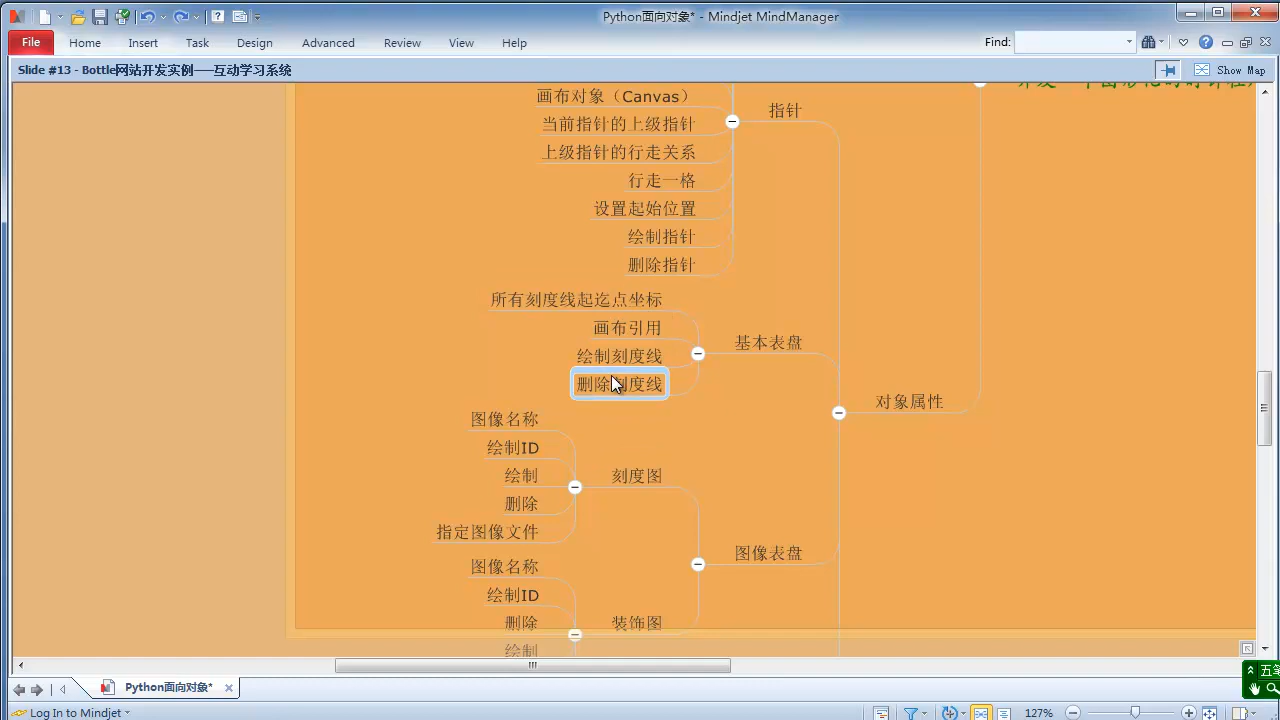 Python面向对象* - Mindjet MindManager
File Home Insert Task Design Advanced Review View Help Find:
Slide #13 - Bottle网站开发实例——互动学习系统 Show Map
画布对象（Canvas）
当前指针的上级指针
上级指针的行走关系
行走一格
设置起始位置
绘制指针
删除指针
指针
所有刻度线起迄点坐标
画布引用
绘制刻度线
删除刻度线
基本表盘
对象属性
图像名称
绘制ID
绘制
删除
指定图像文件
刻度图
图像表盘
图像名称
绘制ID
删除
绘制
装饰图
五笔
Python面向对象*
Log In to Mindjet 127%